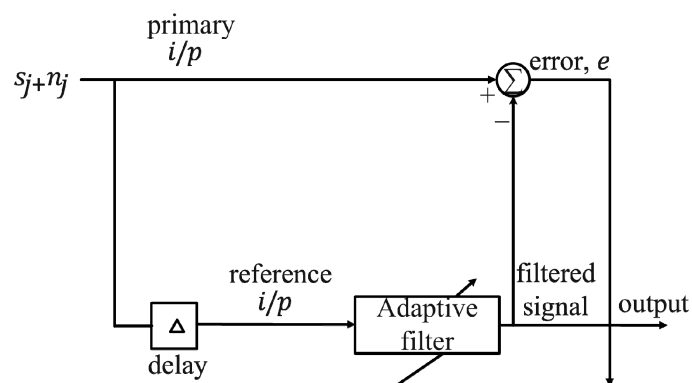 primary
i/p
s_j+n_j
Σ
error, e
+
−
reference
i/p
filtered
signal
output
Adaptive
filter
Δ
delay